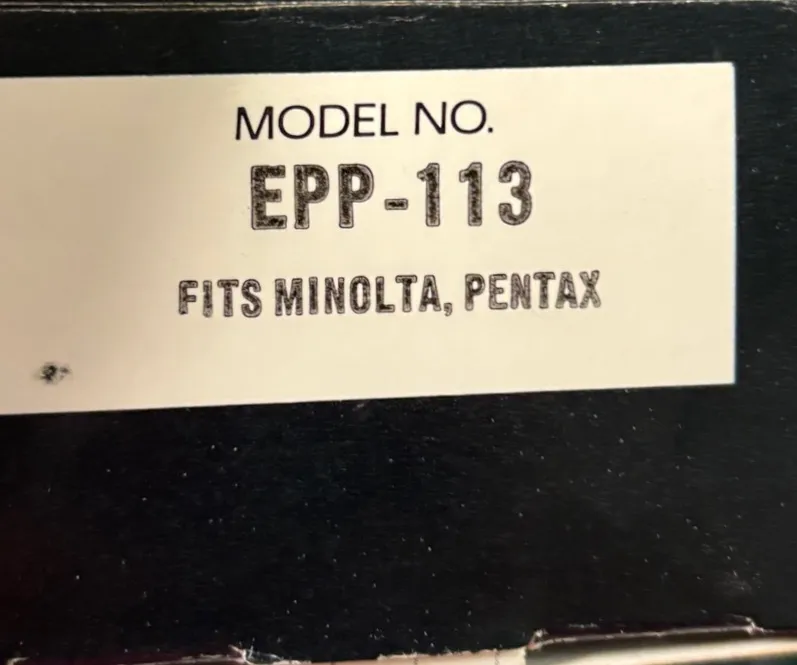 MODEL NO.
EPP-113
FITS MINOLTA, PENTAX